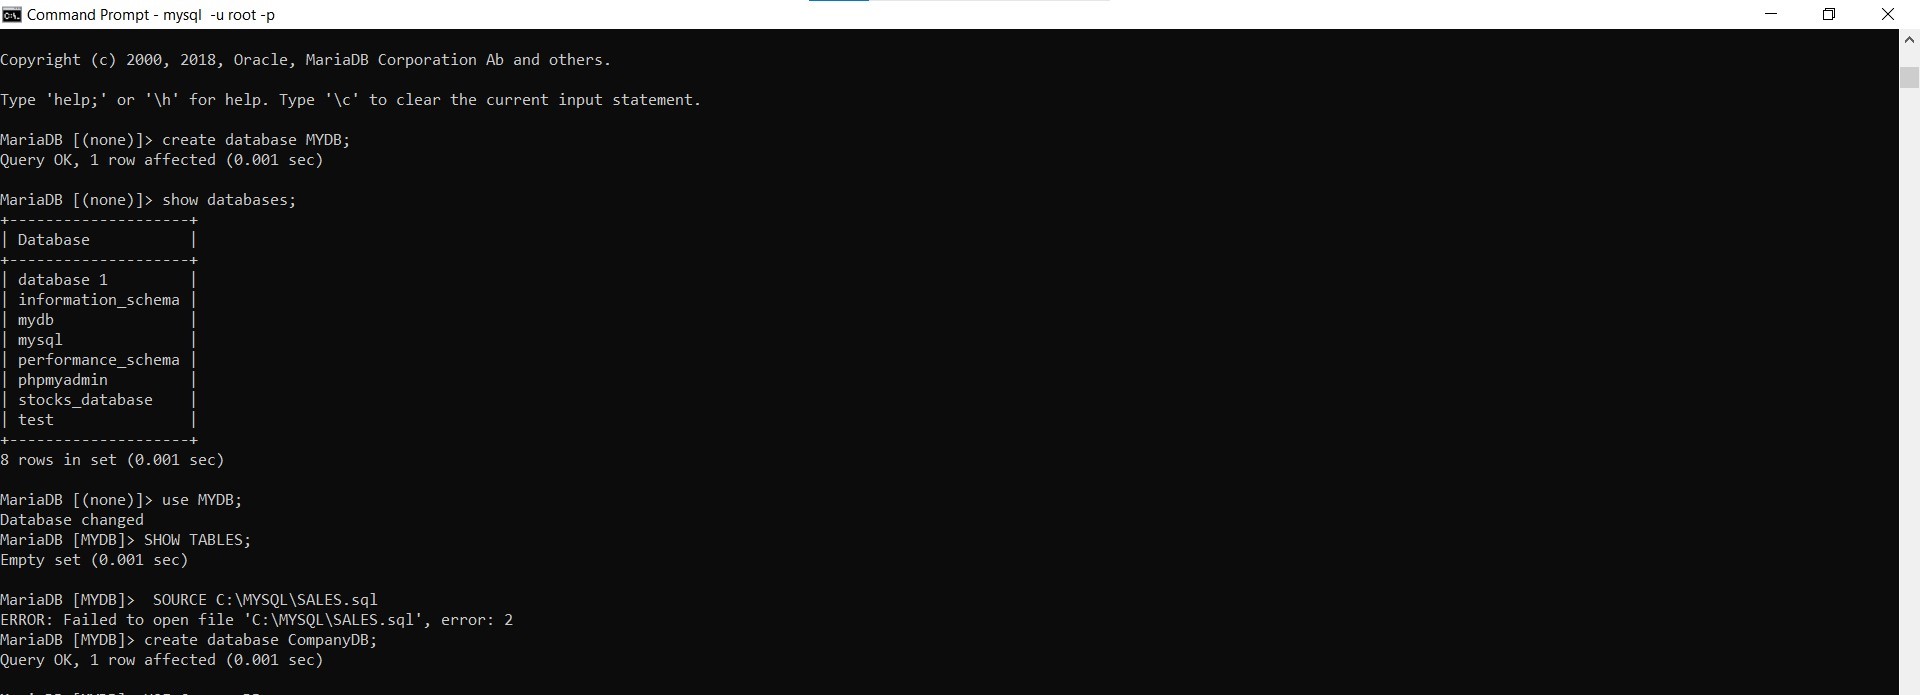 Command Prompt - mysql  -u root -p
Copyright (c) 2000, 2018, Oracle, MariaDB Corporation Ab and others.
Type 'help;' or '\h' for help. Type '\c' to clear the current input statement.
MariaDB [(none)]> create database MYDB;
Query OK, 1 row affected (0.001 sec)
MariaDB [(none)]> show databases;
+--------------------+
| Database           |
+--------------------+
| database 1         |
| information_schema |
| mydb               |
| mysql              |
| performance_schema |
| phpmyadmin         |
| stocks_database    |
| test               |
+--------------------+
8 rows in set (0.001 sec)
MariaDB [(none)]> use MYDB;
Database changed
MariaDB [MYDB]> SHOW TABLES;
Empty set (0.001 sec)
MariaDB [MYDB]>  SOURCE C:\MYSQL\SALES.sql
ERROR: Failed to open file 'C:\MYSQL\SALES.sql', error: 2
MariaDB [MYDB]> create database CompanyDB;
Query OK, 1 row affected (0.001 sec)